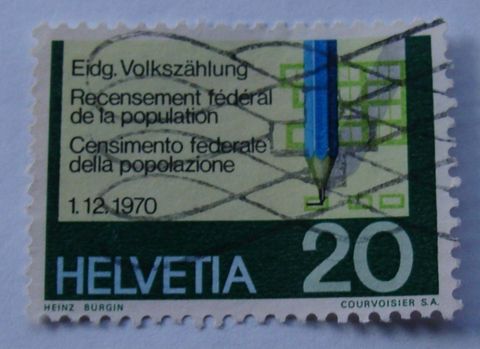 Eidg. Volkszählung
Recensement fédéral
de la population
Censimento federale
della popolazione
1.12.1970
HELVETIA 20
HEINZ BÜRGIN COURVOISIER S.A.